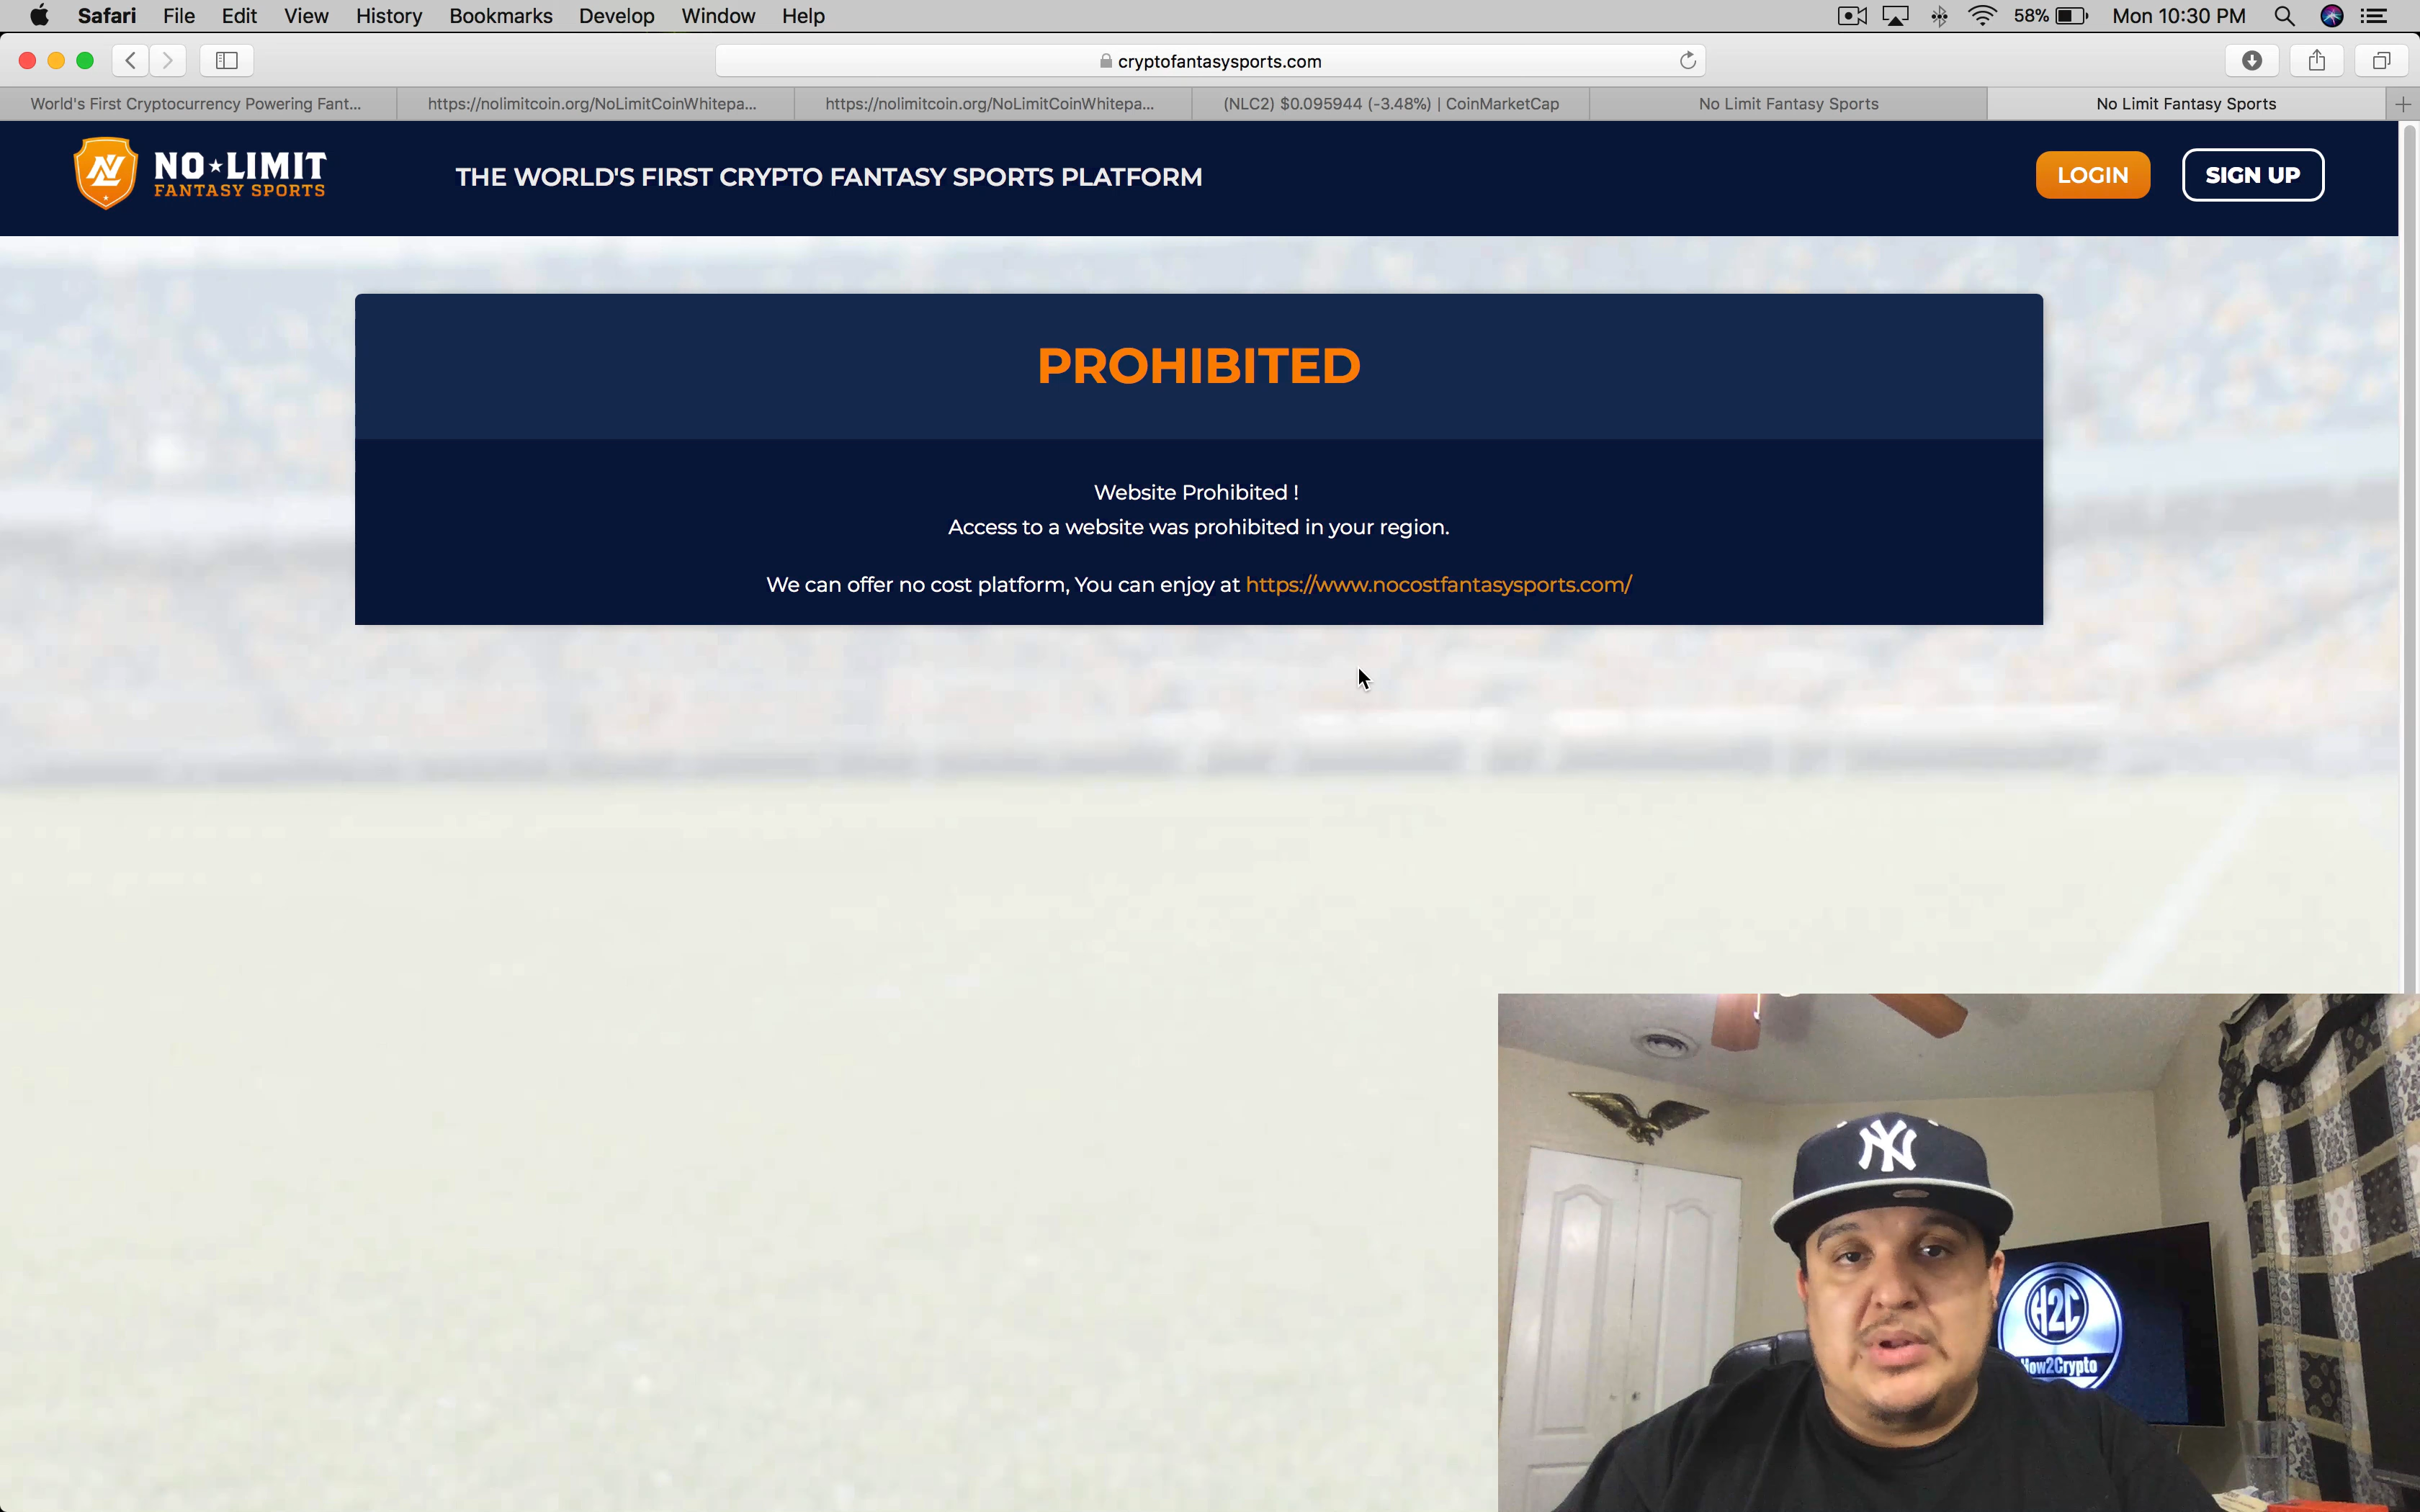 Safari File Edit View History Bookmarks Develop Window Help 58% Mon 10:30 PM
cryptofantasysports.com
World's First Cryptocurrency Powering Fant... https://nolimitcoin.org/NoLimitCoinWhitepa... https://nolimitcoin.org/NoLimitCoinWhitepa... (NLC2) $0.095944 (-3.48%) | CoinMarketCap No Limit Fantasy Sports No Limit Fantasy Sports
NO★LIMIT
FANTASY SPORTS
THE WORLD'S FIRST CRYPTO FANTASY SPORTS PLATFORM
LOGIN SIGN UP
PROHIBITED
Website Prohibited !
Access to a website was prohibited in your region.
We can offer no cost platform, You can enjoy at https://www.nocostfantasysports.com/
NY
H2C
How2Crypto